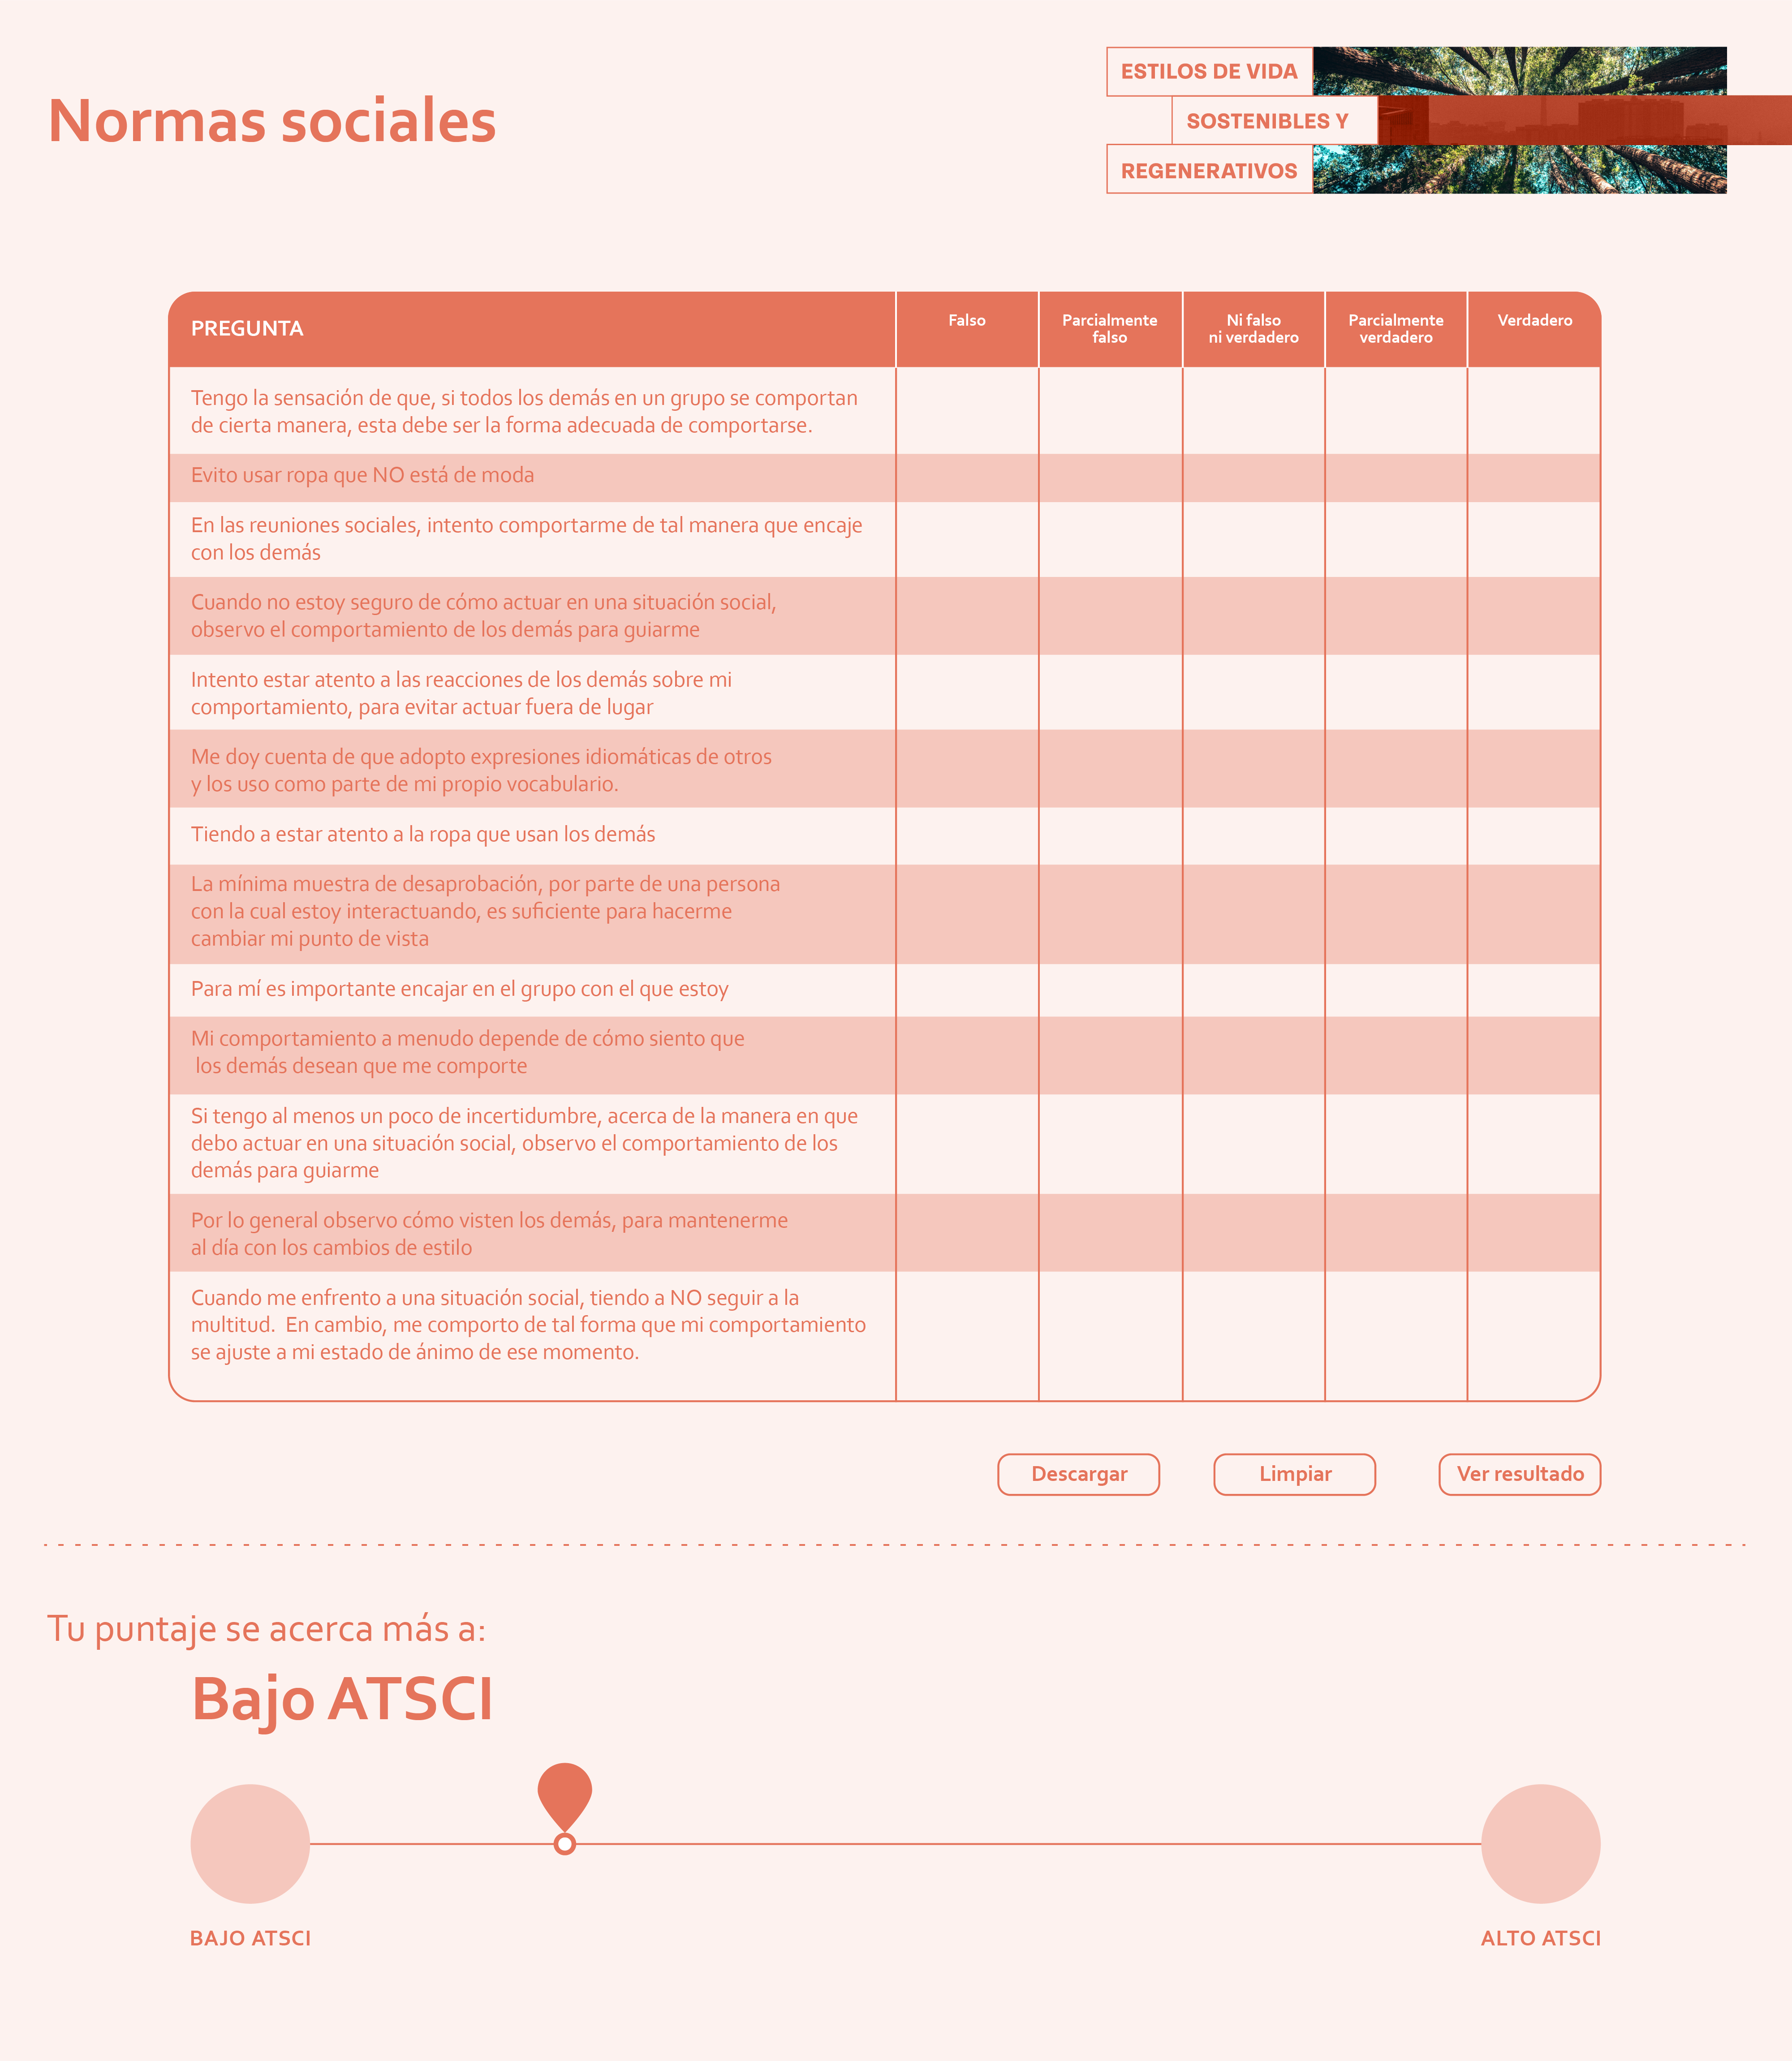 Normas sociales
ESTILOS DE VIDA
SOSTENIBLES Y
REGENERATIVOS
PREGUNTA
Falso
Parcialmente
falso
Ni falso
ni verdadero
Parcialmente
verdadero
Verdadero
Tengo la sensación de que, si todos los demás en un grupo se comportan
de cierta manera, esta debe ser la forma adecuada de comportarse.
Evito usar ropa que NO está de moda
En las reuniones sociales, intento comportarme de tal manera que encaje
con los demás
Cuando no estoy seguro de cómo actuar en una situación social,
observo el comportamiento de los demás para guiarme
Intento estar atento a las reacciones de los demás sobre mi
comportamiento, para evitar actuar fuera de lugar
Me doy cuenta de que adopto expresiones idiomáticas de otros
y los uso como parte de mi propio vocabulario.
Tiendo a estar atento a la ropa que usan los demás
La mínima muestra de desaprobación, por parte de una persona
con la cual estoy interactuando, es suficiente para hacerme
cambiar mi punto de vista
Para mí es importante encajar en el grupo con el que estoy
Mi comportamiento a menudo depende de cómo siento que
los demás desean que me comporte
Si tengo al menos un poco de incertidumbre, acerca de la manera en que
debo actuar en una situación social, observo el comportamiento de los
demás para guiarme
Por lo general observo cómo visten los demás, para mantenerme
al día con los cambios de estilo
Cuando me enfrento a una situación social, tiendo a NO seguir a la
multitud. En cambio, me comporto de tal forma que mi comportamiento
se ajuste a mi estado de ánimo de ese momento.
Descargar
Limpiar
Ver resultado
Tu puntaje se acerca más a:
Bajo ATSCI
BAJO ATSCI
ALTO ATSCI